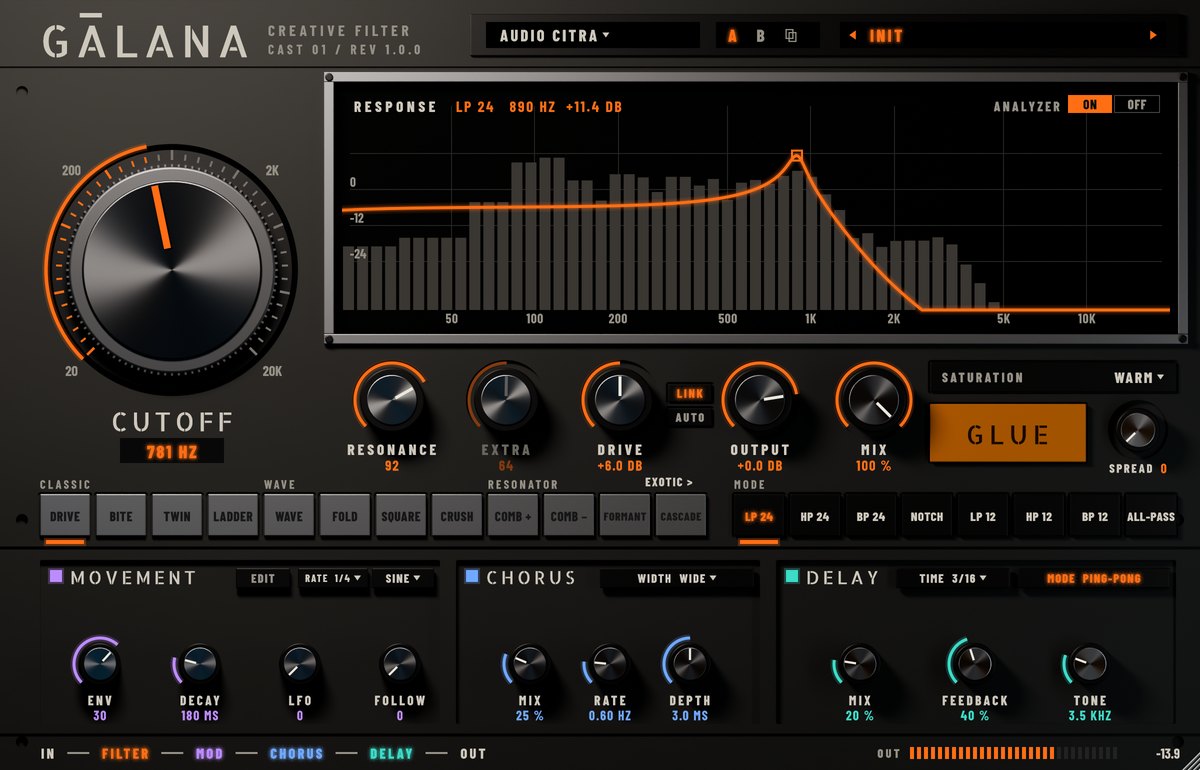 GĀLANA
CREATIVE FILTER
CAST 01 / REV 1.0.0
AUDIO CITRA
A B
INIT
RESPONSE LP 24 890 HZ +11.4 DB
ANALYZER ON OFF
0
-12
-24
50 100 200 500 1K 2K 5K 10K
200 2K
20 20K
CUTOFF
781 HZ
RESONANCE
92
EXTRA
64
DRIVE
+6.0 DB
LINK
AUTO
OUTPUT
+0.0 DB
MIX
100 %
SATURATION WARM
GLUE
SPREAD 0
CLASSIC WAVE RESONATOR EXOTIC >
DRIVE BITE TWIN LADDER WAVE FOLD SQUARE CRUSH COMB + COMB – FORMANT CASCADE
MODE
LP 24 HP 24 BP 24 NOTCH LP 12 HP 12 BP 12 ALL-PASS
MOVEMENT EDIT RATE 1/4 SINE
ENV DECAY LFO FOLLOW
30 180 MS 0 0
CHORUS WIDTH WIDE
MIX RATE DEPTH
25 % 0.60 HZ 3.0 MS
DELAY TIME 3/16 MODE PING-PONG
MIX FEEDBACK TONE
20 % 40 % 3.5 KHZ
IN — FILTER — MOD — CHORUS — DELAY — OUT
OUT -13.9